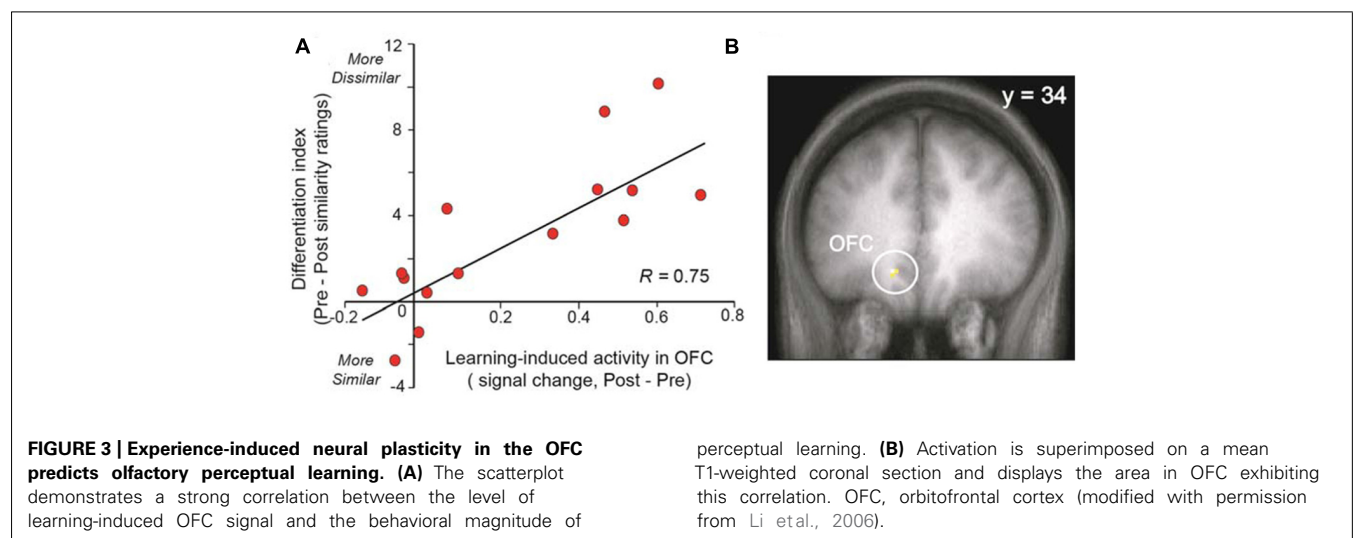 A
12
More
Dissimilar
Differentiation index
(Pre - Post similarity ratings)
8
4
R = 0.75
-0.2
0
0.2
0.4
0.6
0.8
More
Similar
-4
Learning-induced activity in OFC
( signal change, Post - Pre)
B
y = 34
OFC
FIGURE 3 | Experience-induced neural plasticity in the OFC
predicts olfactory perceptual learning. (A) The scatterplot
demonstrates a strong correlation between the level of
learning-induced OFC signal and the behavioral magnitude of
perceptual learning. (B) Activation is superimposed on a mean
T1-weighted coronal section and displays the area in OFC exhibiting
this correlation. OFC, orbitofrontal cortex (modified with permission
from Li etal., 2006).